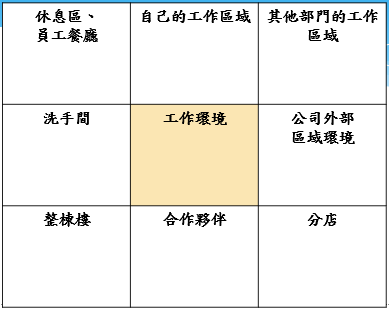 休息區、
員工餐廳
自己的工作區域
其他部門的工作
區域
洗手間
工作環境
公司外部
區域環境
整棟樓
合作夥伴
分店